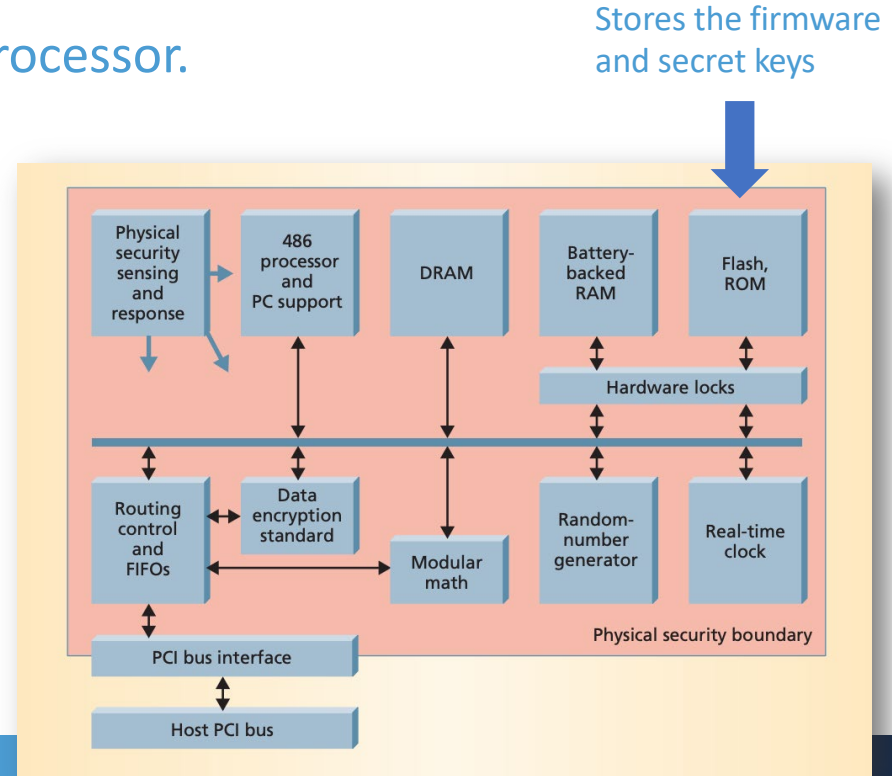 rocessor.
Stores the firmware
and secret keys
Physical
security
sensing
and
response
486
processor
and
PC support
DRAM
Battery-
backed
RAM
Flash,
ROM
Hardware locks
Routing
control
and
FIFOs
Data
encryption
standard
Modular
math
Random-
number
generator
Real-time
clock
Physical security boundary
PCI bus interface
Host PCI bus